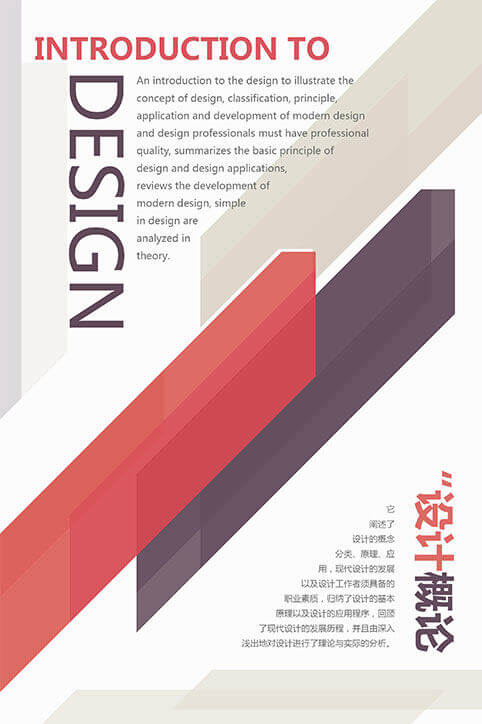 INTRODUCTION TO
DESIGN
An introduction to the design to illustrate the
concept of design, classification, principle,
application and development of modern design
and design professionals must have professional
quality, summarizes the basic principle of
design and design applications,
reviews the development of
modern design, simple
in design are
analyzed in
theory.
“设计概论
它
阐述了
设计的概念
分类、原理、应
用，现代设计的发展
以及设计工作者须具备的
职业素质，归纳了设计的基本
原理以及设计的应用程序，回顾
了现代设计的发展历程，并且由深入
浅出地对设计进行了理论与实际的分析。